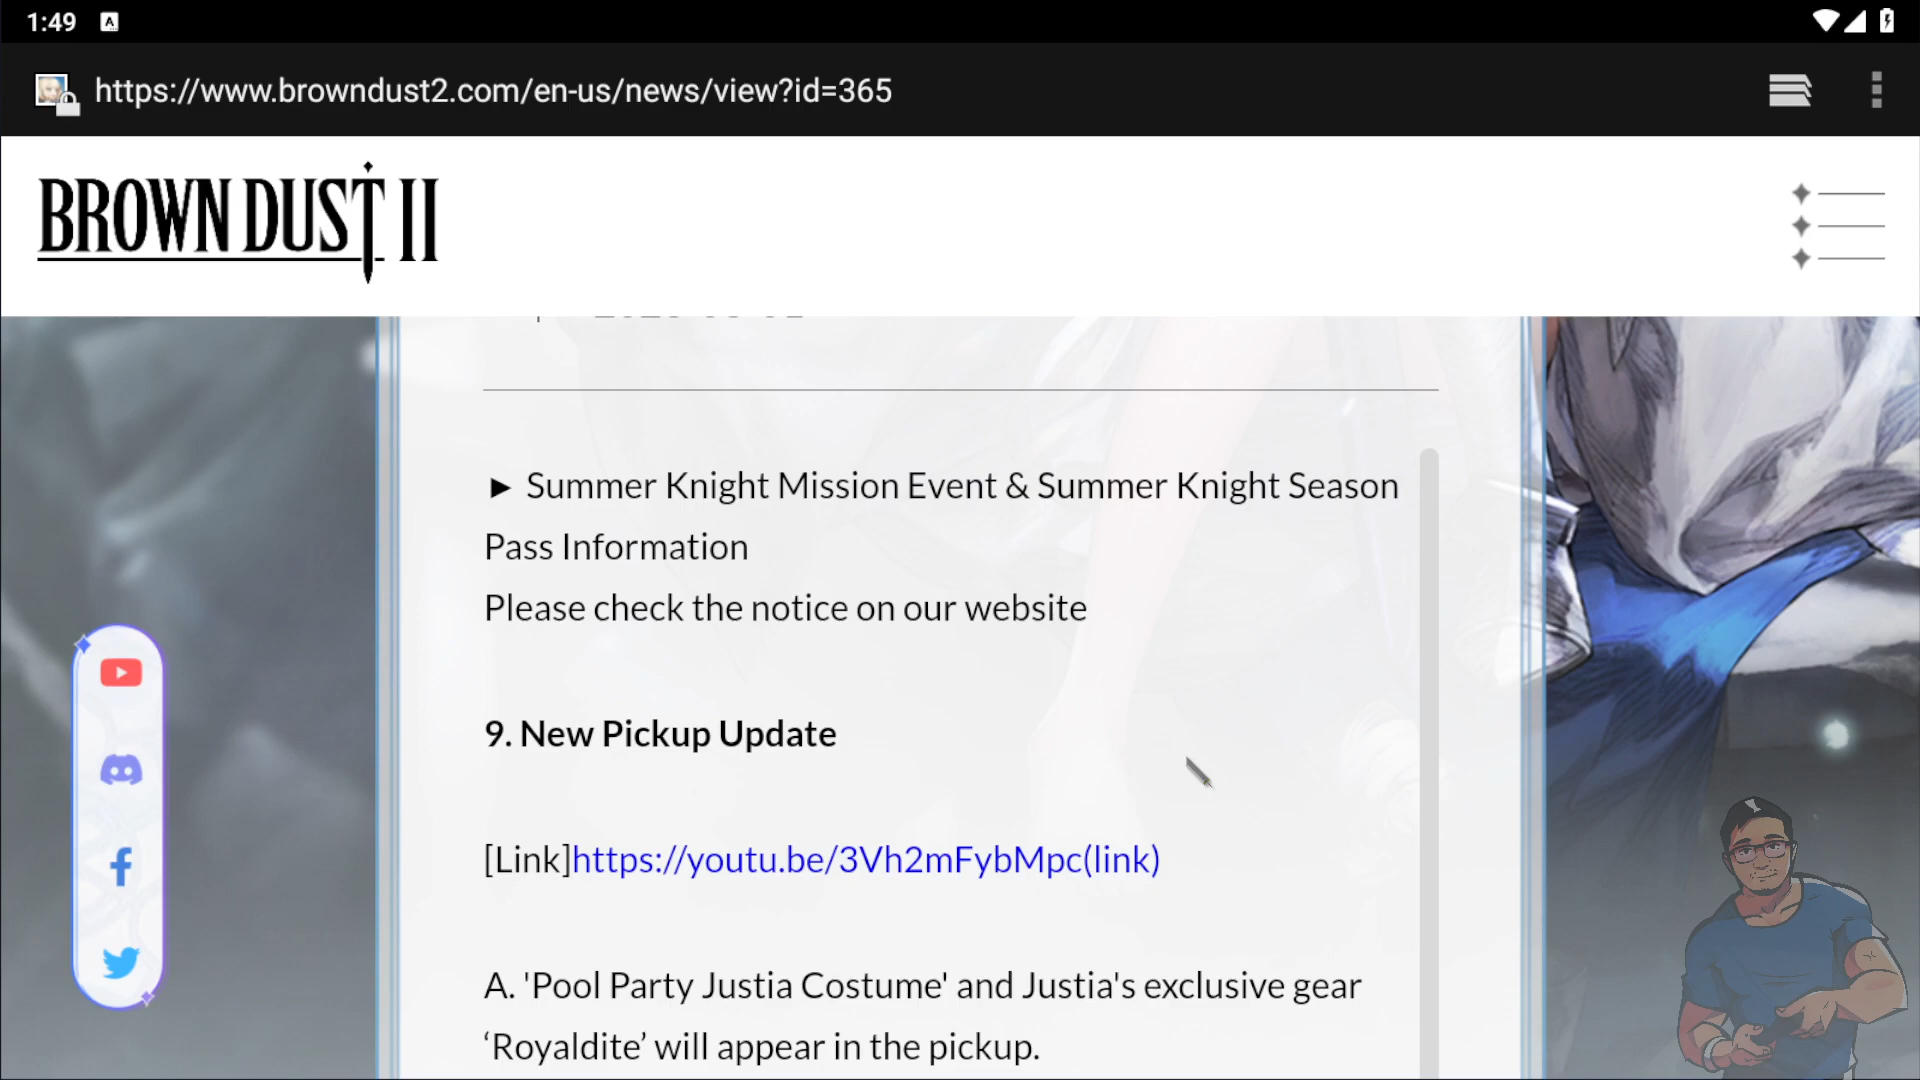 1:49
A
https://www.browndust2.com/en-us/news/view?id=365
BROWN DUST II
► Summer Knight Mission Event & Summer Knight Season
Pass Information
Please check the notice on our website
9. New Pickup Update
[Link]https://youtu.be/3Vh2mFybMpc(link)
A. 'Pool Party Justia Costume' and Justia's exclusive gear
‘Royaldite’ will appear in the pickup.